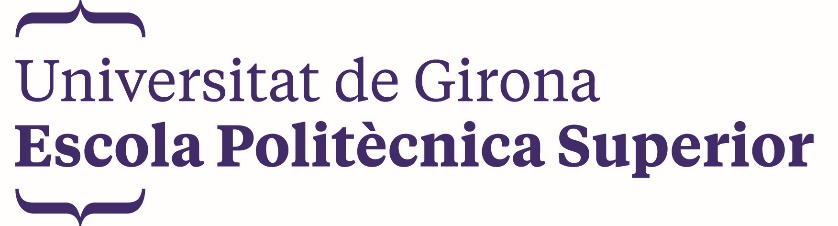 Universitat de Girona
Escola Politècnica Superior